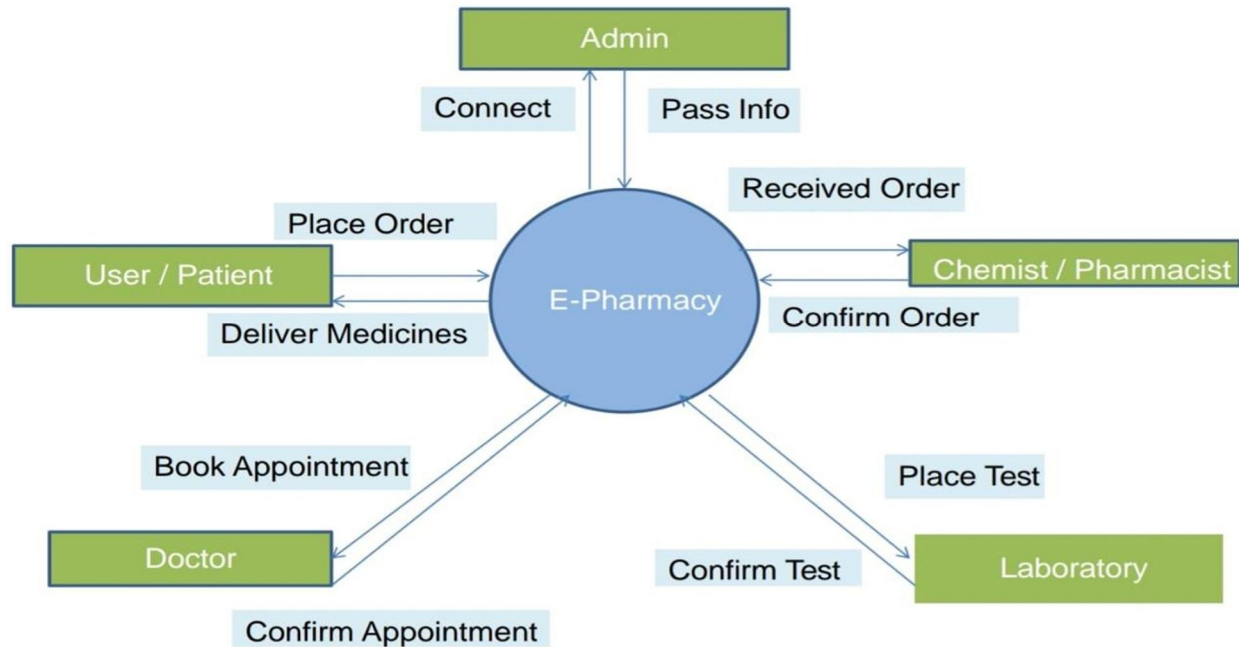 Admin
Connect
Pass Info
Received Order
Place Order
User / Patient
Chemist / Pharmacist
E-Pharmacy
Deliver Medicines
Confirm Order
Book Appointment
Place Test
Doctor
Confirm Test
Laboratory
Confirm Appointment